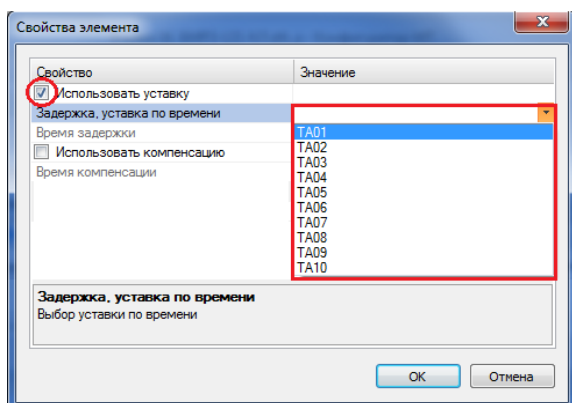 Свойства элемента
Свойство Значение
Использовать уставку
Задержка, уставка по времени
Время задержки
Использовать компенсацию
Время компенсации
TA01
TA02
TA03
TA04
TA05
TA06
TA07
TA08
TA09
TA10
Задержка, уставка по времени
Выбор уставки по времени
OK Отмена